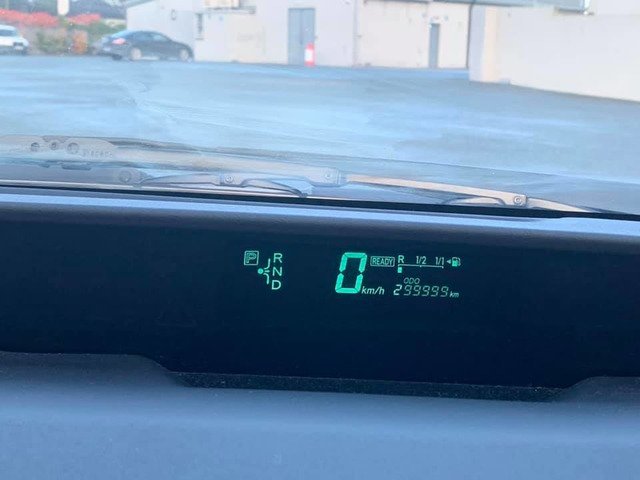 P R
N
D
0 km/h
READY R 1/2 1/1
ODO
299999 km